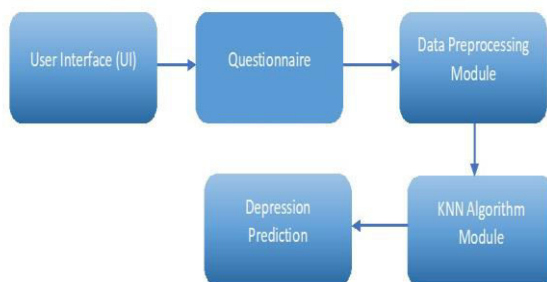 User Interface (UI)
Questionnaire
Data Preprocessing
Module
KNN Algorithm
Module
Depression
Prediction